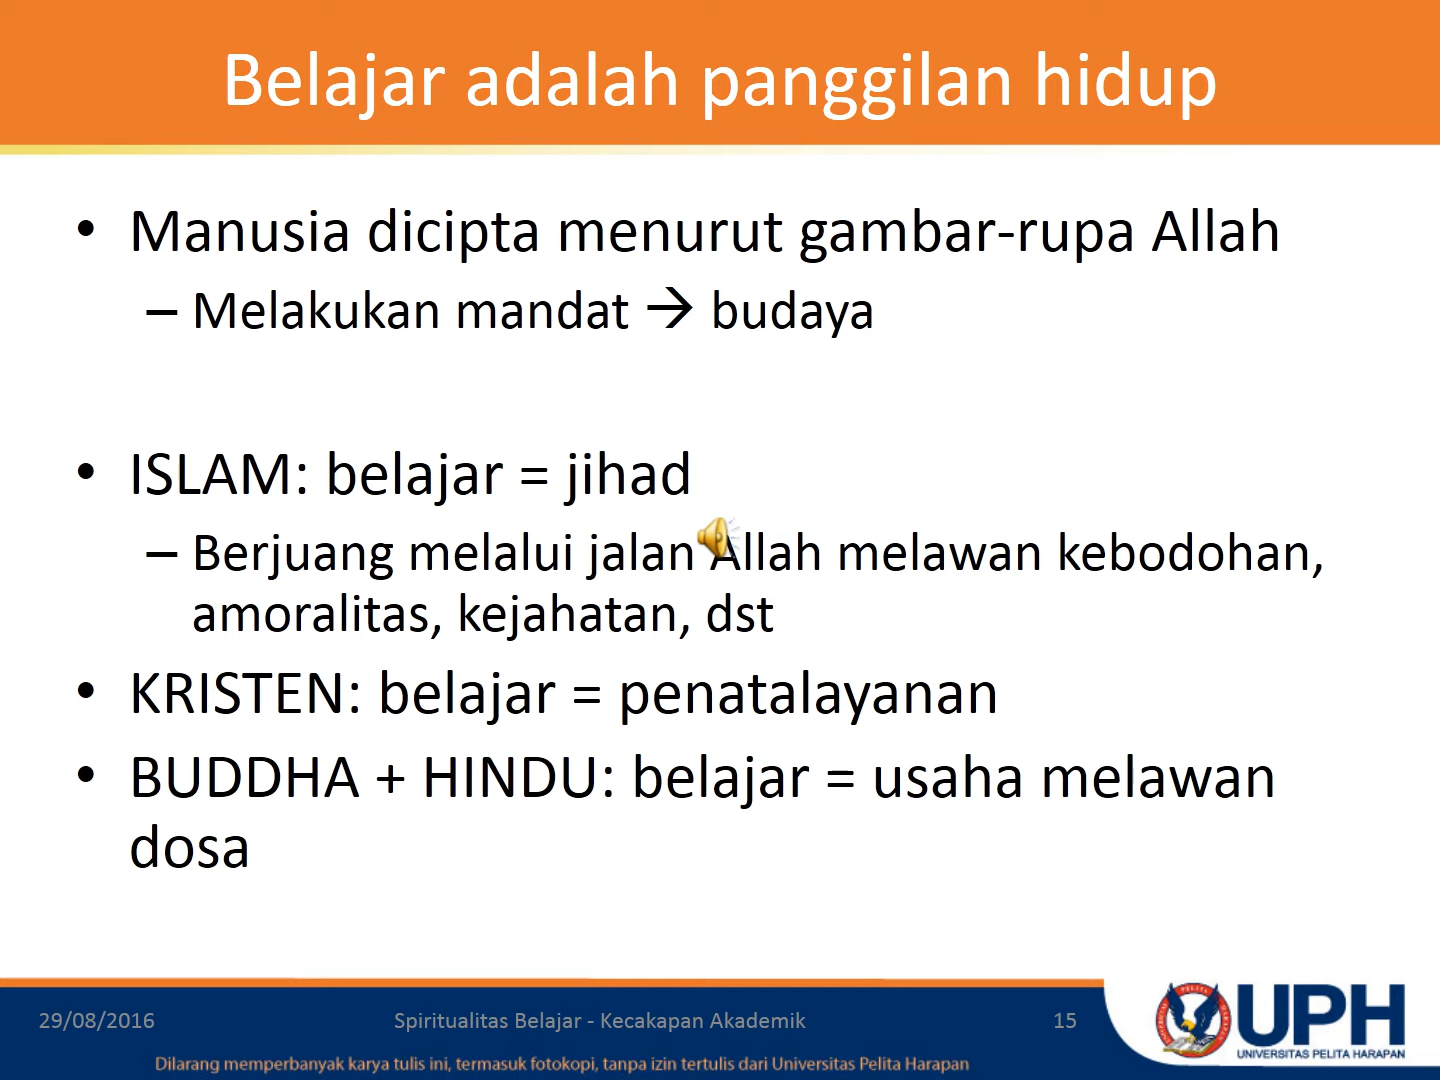 Belajar adalah panggilan hidup
• Manusia dicipta menurut gambar-rupa Allah
– Melakukan mandat → budaya
• ISLAM: belajar = jihad
– Berjuang melalui jalan Allah melawan kebodohan,
amoralitas, kejahatan, dst
• KRISTEN: belajar = penatalayanan
• BUDDHA + HINDU: belajar = usaha melawan
dosa
29/08/2016
Spiritualitas Belajar - Kecakapan Akademik
15
UPH
UNIVERSITAS PELITA HARAPAN
Dilarang memperbanyak karya tulis ini, termasuk fotokopi, tanpa izin tertulis dari Universitas Pelita Harapan